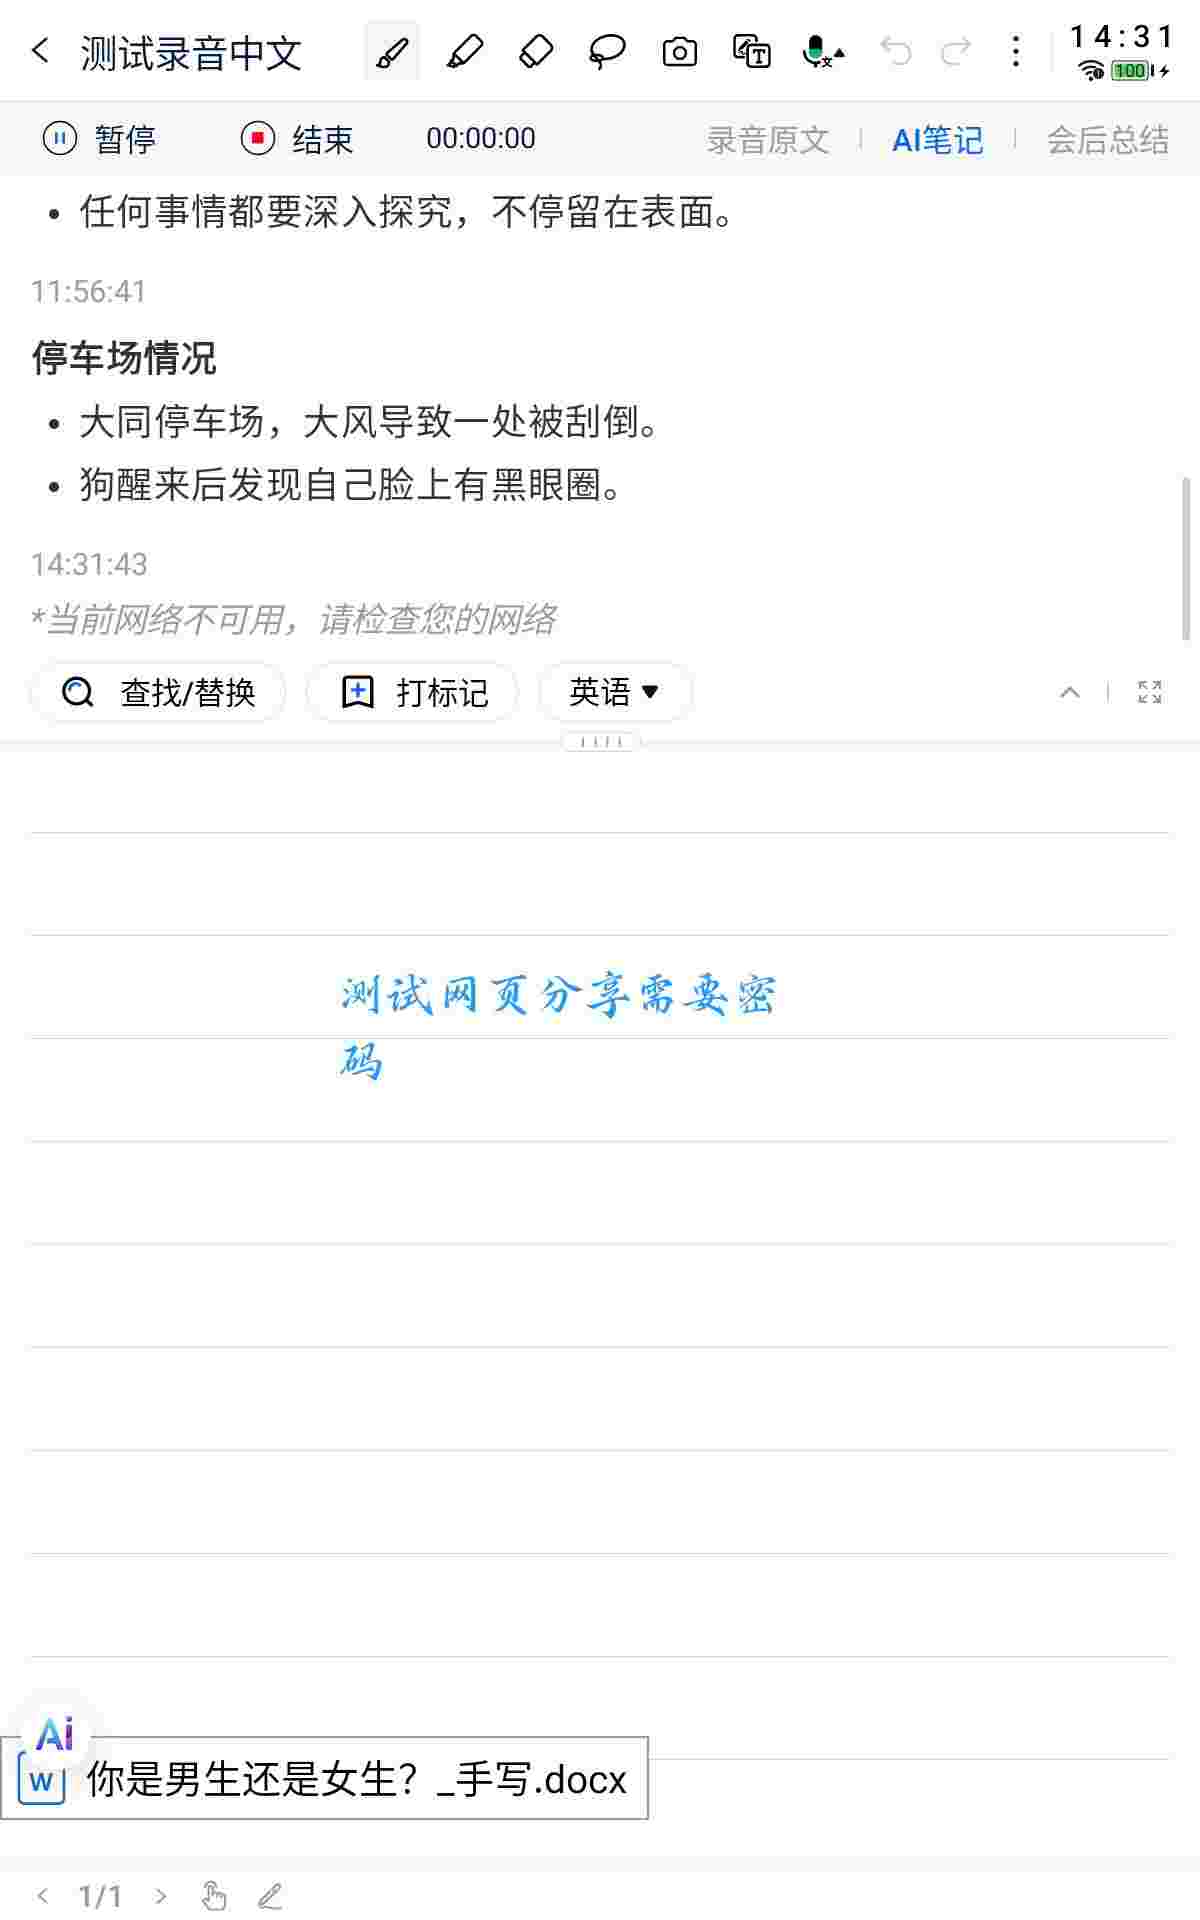 测试录音中文
14:31
100
暂停
结束
00:00:00
录音原文
AI笔记
会后总结
• 任何事情都要深入探究，不停留在表面。
11:56:41
停车场情况
• 大同停车场，大风导致一处被刮倒。
• 狗醒来后发现自己脸上有黑眼圈。
14:31:43
*当前网络不可用，请检查您的网络
查找/替换
打标记
英语
测试网页分享需要密
码
Ai
W 你是男生还是女生？_手写.docx
1/1